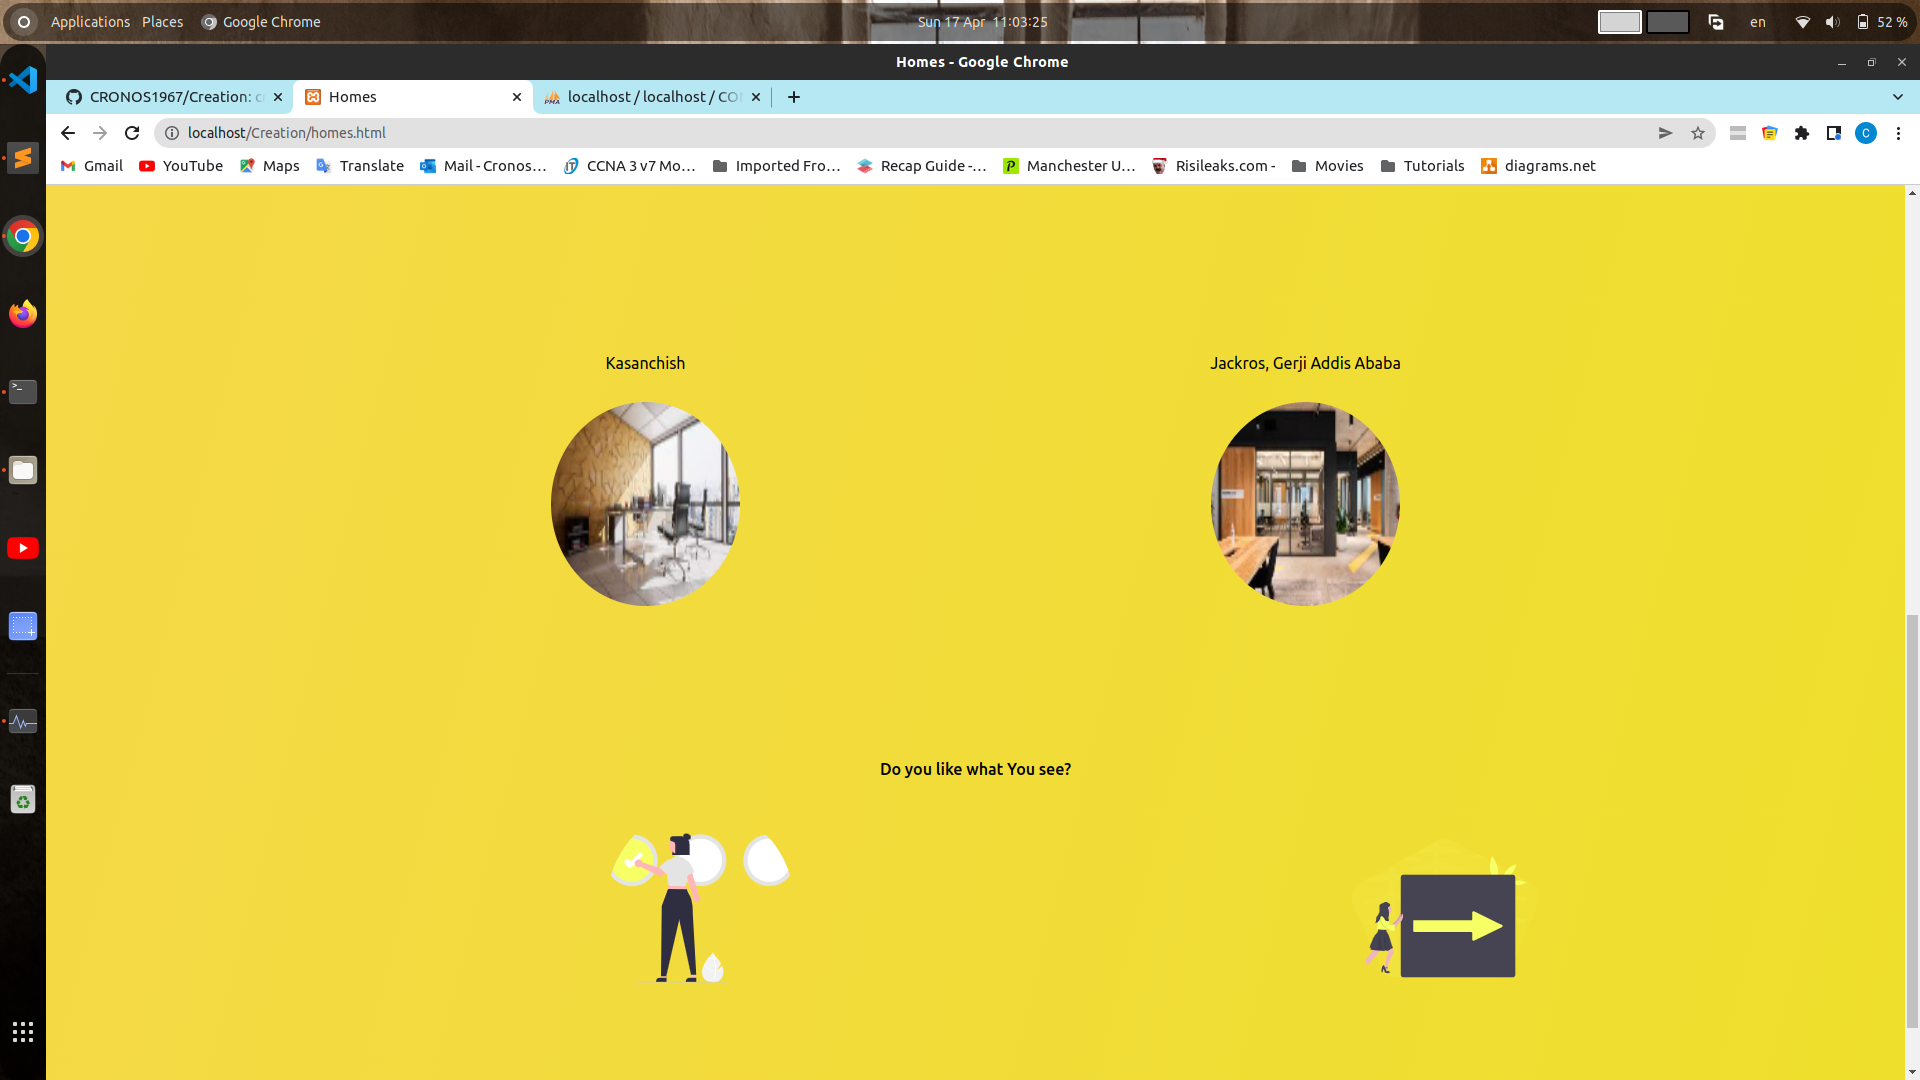 Applications Places Google Chrome Sun 17 Apr 11:03:25 en 52 %
Homes - Google Chrome
CRONOS1967/Creation: c Homes localhost / localhost / CO
localhost/Creation/homes.html C
Gmail YouTube Maps Translate Mail - Cronos... CCNA 3 v7 Mo... Imported Fro... Recap Guide -... Manchester U... Risileaks.com - Movies Tutorials diagrams.net
Kasanchish Jackros, Gerji Addis Ababa
Do you like what You see?